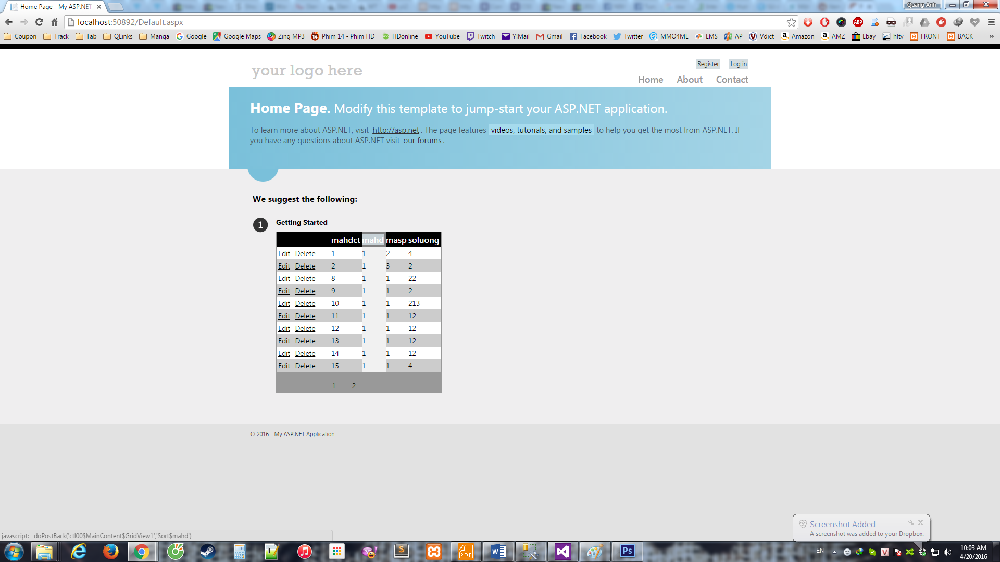 Home Page - My ASP.NET
Quang Anh
localhost:50892/Default.aspx
ABP
Coupon Track Tab QLinks Manga Google Google Maps Zing MP3 Phim 14 - Phim HD HDonline YouTube Twitch Y!Mail Gmail Facebook Twitter MMO4ME LMS AP Vdict Amazon AMZ Ebay hltv FRONT BACK »
your logo here
Register Log in
Home About Contact
Home Page. Modify this template to jump-start your ASP.NET application.
To learn more about ASP.NET, visit http://asp.net. The page features videos, tutorials, and samples to help you get the most from ASP.NET. If
you have any questions about ASP.NET visit our forums.
We suggest the following:
1 Getting Started
mahdct mahd masp soluong
Edit Delete 1 1 2 4
Edit Delete 2 1 3 2
Edit Delete 8 1 1 22
Edit Delete 9 1 1 2
Edit Delete 10 1 1 213
Edit Delete 11 1 1 12
Edit Delete 12 1 1 12
Edit Delete 13 1 1 12
Edit Delete 14 1 1 12
Edit Delete 15 1 1 4
1 2
© 2016 - My ASP.NET Application
Screenshot Added
A screenshot was added to your Dropbox.
javascript:__doPostBack('ctl00$MainContent$GridView1','Sort$mahd')
PDF
Ps
EN
10:03 AM
4/20/2016